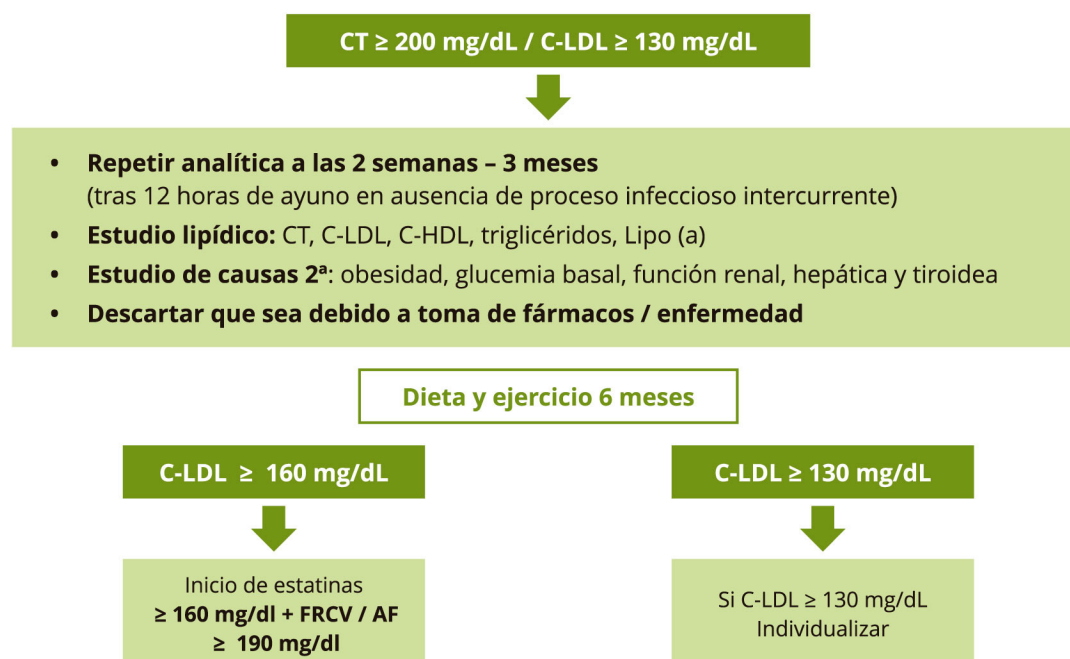 CT ≥ 200 mg/dL / C-LDL ≥ 130 mg/dL
• Repetir analítica a las 2 semanas – 3 meses
(tras 12 horas de ayuno en ausencia de proceso infeccioso intercurrente)
• Estudio lipídico: CT, C-LDL, C-HDL, triglicéridos, Lipo (a)
• Estudio de causas 2ª: obesidad, glucemia basal, función renal, hepática y tiroidea
• Descartar que sea debido a toma de fármacos / enfermedad
Dieta y ejercicio 6 meses
C-LDL ≥ 160 mg/dL
Inicio de estatinas
≥ 160 mg/dl + FRCV / AF
≥ 190 mg/dl
C-LDL ≥ 130 mg/dL
Si C-LDL ≥ 130 mg/dL
Individualizar